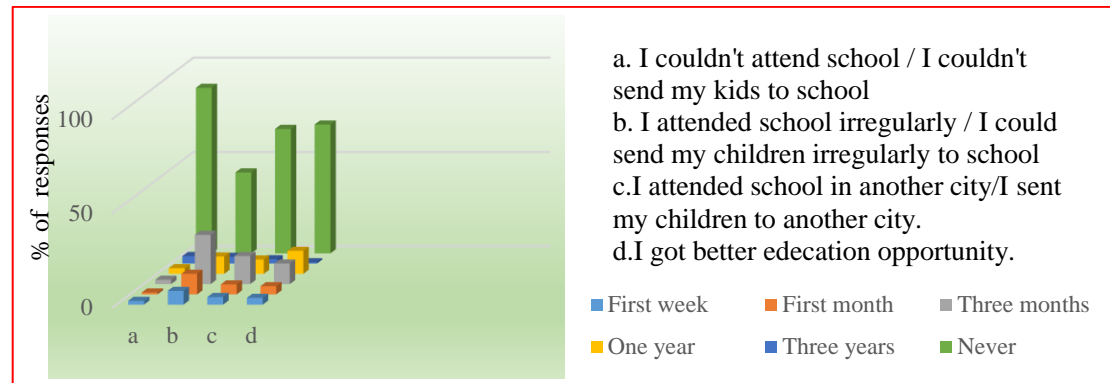 % of responses
100
50
0
a b c d
a. I couldn't attend school / I couldn't
send my kids to school
b. I attended school irregularly / I could
send my children irregularly to school
c.I attended school in another city/I sent
my children to another city.
d.I got better edecation opportunity.
First week First month Three months
One year Three years Never